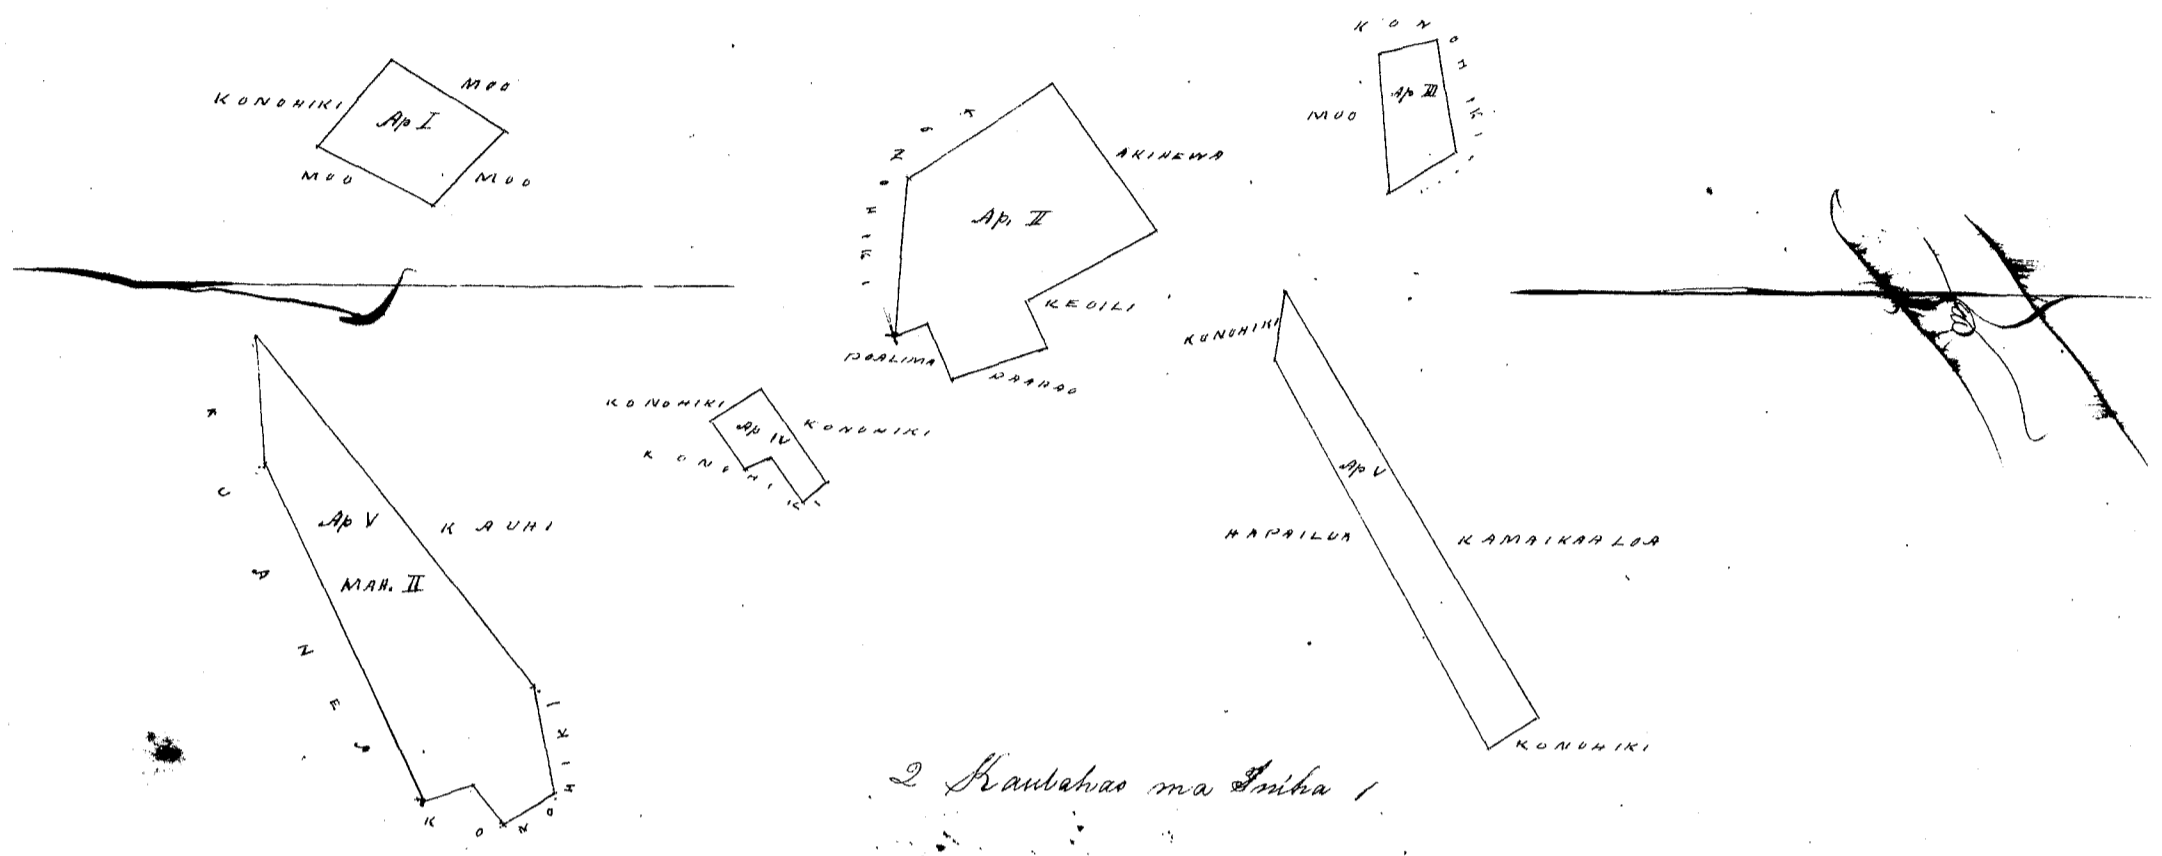 KONOHIKI
MOO
Ap I
MOO
MOO
KONOHIKI
AKINEWA
Ap. II
KEOILI
POALIMA
PAAHAO
KONOHIKI
MOO
Ap III
KONOHIKI
KONOHIKI
Ap IV
KONOHIKI
KONOHIKI
Ap V
HAPAILUA
KAMAIKAALOA
KONOHIKI
Ap V
MAH. II
KAUHI
KONOHIKI
2 Kaulahao ma Iniha 1